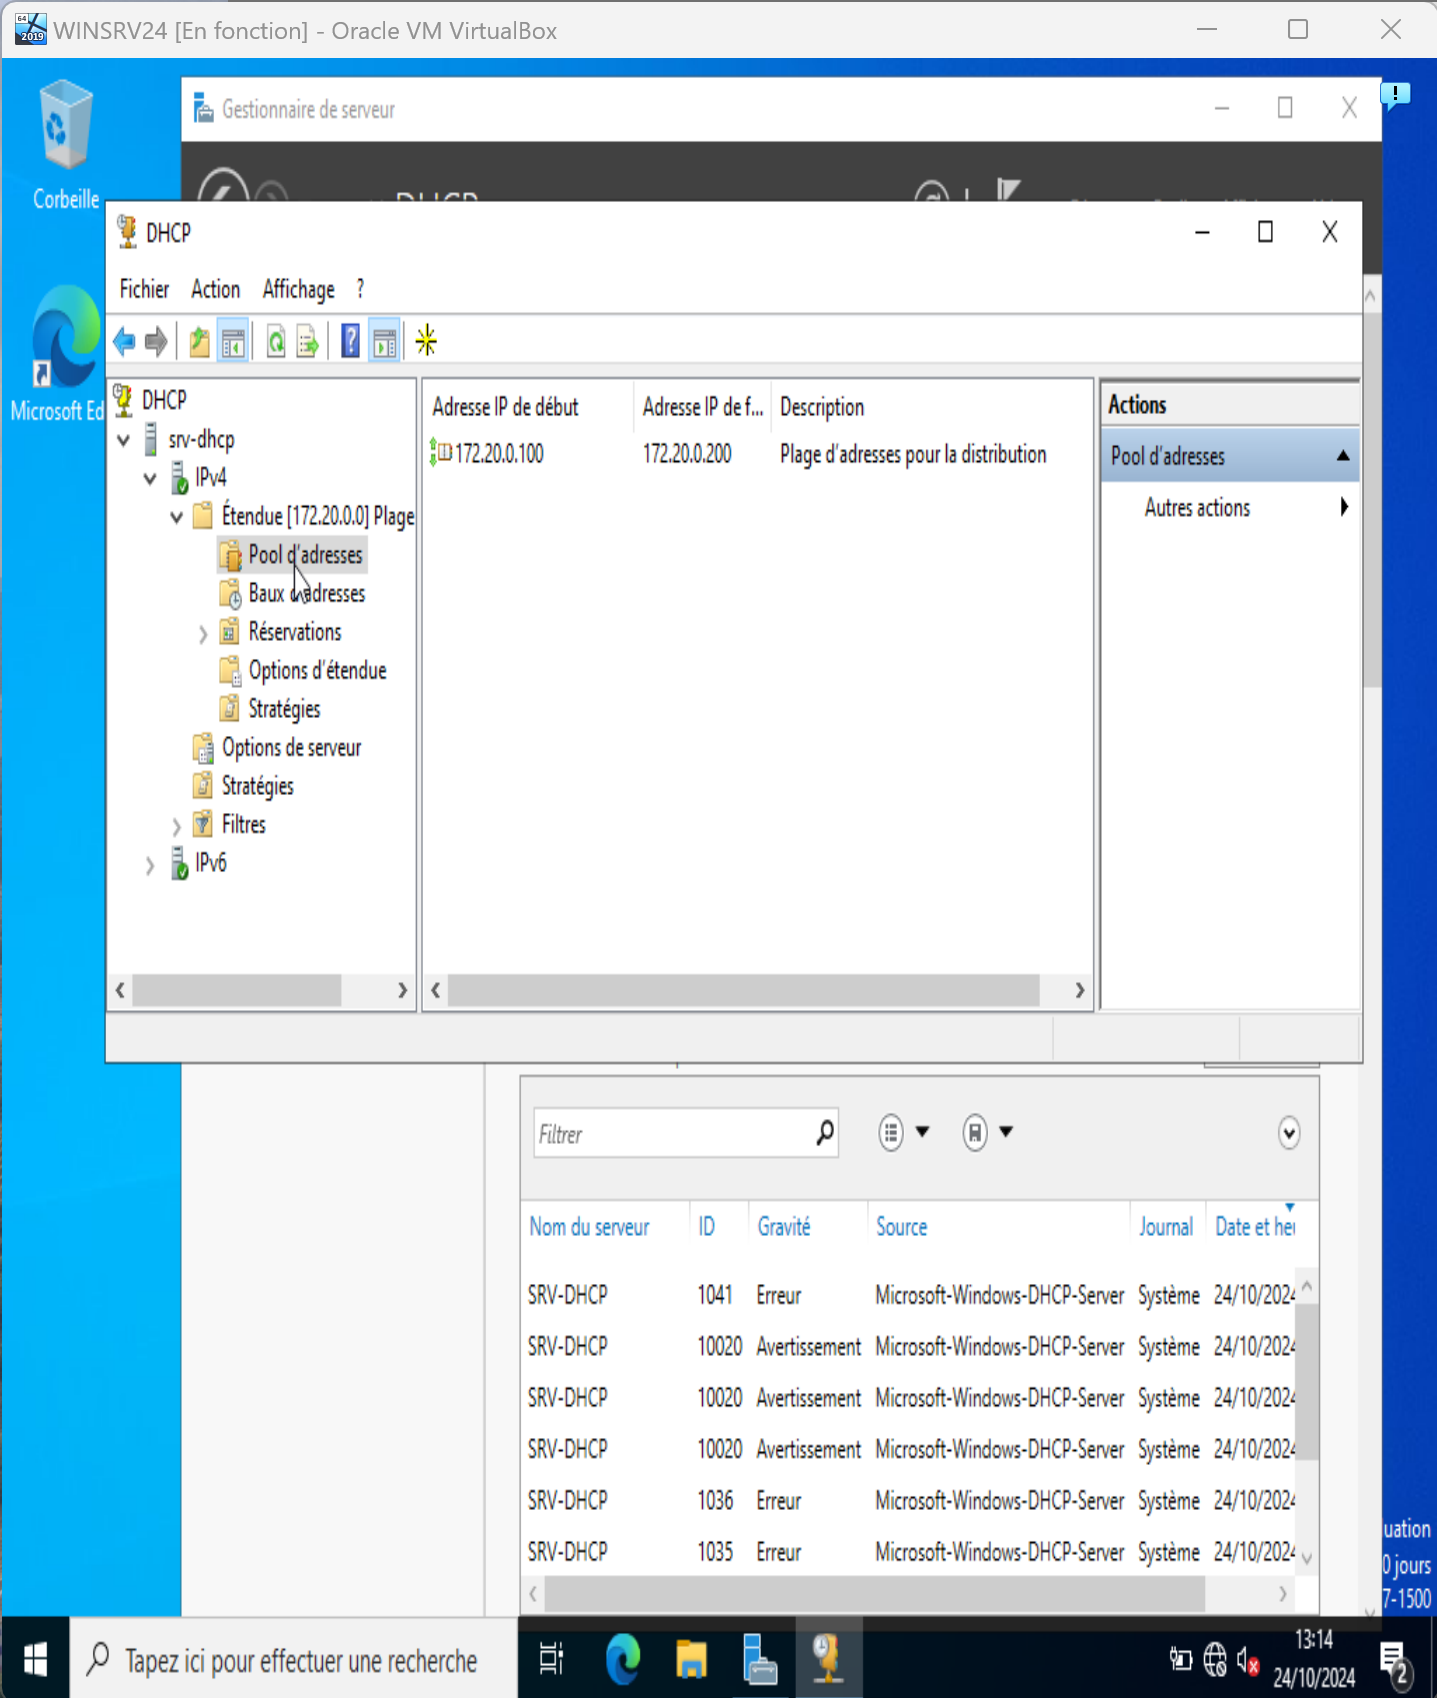 WINSRV24 [En fonction] - Oracle VM VirtualBox
Corbeille
Microsoft Ed
Gestionnaire de serveur
DHCP
DHCP
Fichier Action Affichage ?
DHCP
srv-dhcp
IPv4
Étendue [172.20.0.0] Plage
Pool d'adresses
Baux d'adresses
Réservations
Options d'étendue
Stratégies
Options de serveur
Stratégies
Filtres
IPv6
Adresse IP de début Adresse IP de f... Description
172.20.0.100 172.20.0.200 Plage d'adresses pour la distribution
Actions
Pool d'adresses
Autres actions
Filtrer
Nom du serveur ID Gravité Source Journal Date et heu
SRV-DHCP 1041 Erreur Microsoft-Windows-DHCP-Server Système 24/10/2024
SRV-DHCP 10020 Avertissement Microsoft-Windows-DHCP-Server Système 24/10/2024
SRV-DHCP 10020 Avertissement Microsoft-Windows-DHCP-Server Système 24/10/2024
SRV-DHCP 10020 Avertissement Microsoft-Windows-DHCP-Server Système 24/10/2024
SRV-DHCP 1036 Erreur Microsoft-Windows-DHCP-Server Système 24/10/2024
SRV-DHCP 1035 Erreur Microsoft-Windows-DHCP-Server Système 24/10/2024
luation
0 jours
7-1500
Tapez ici pour effectuer une recherche
13:14
24/10/2024
2